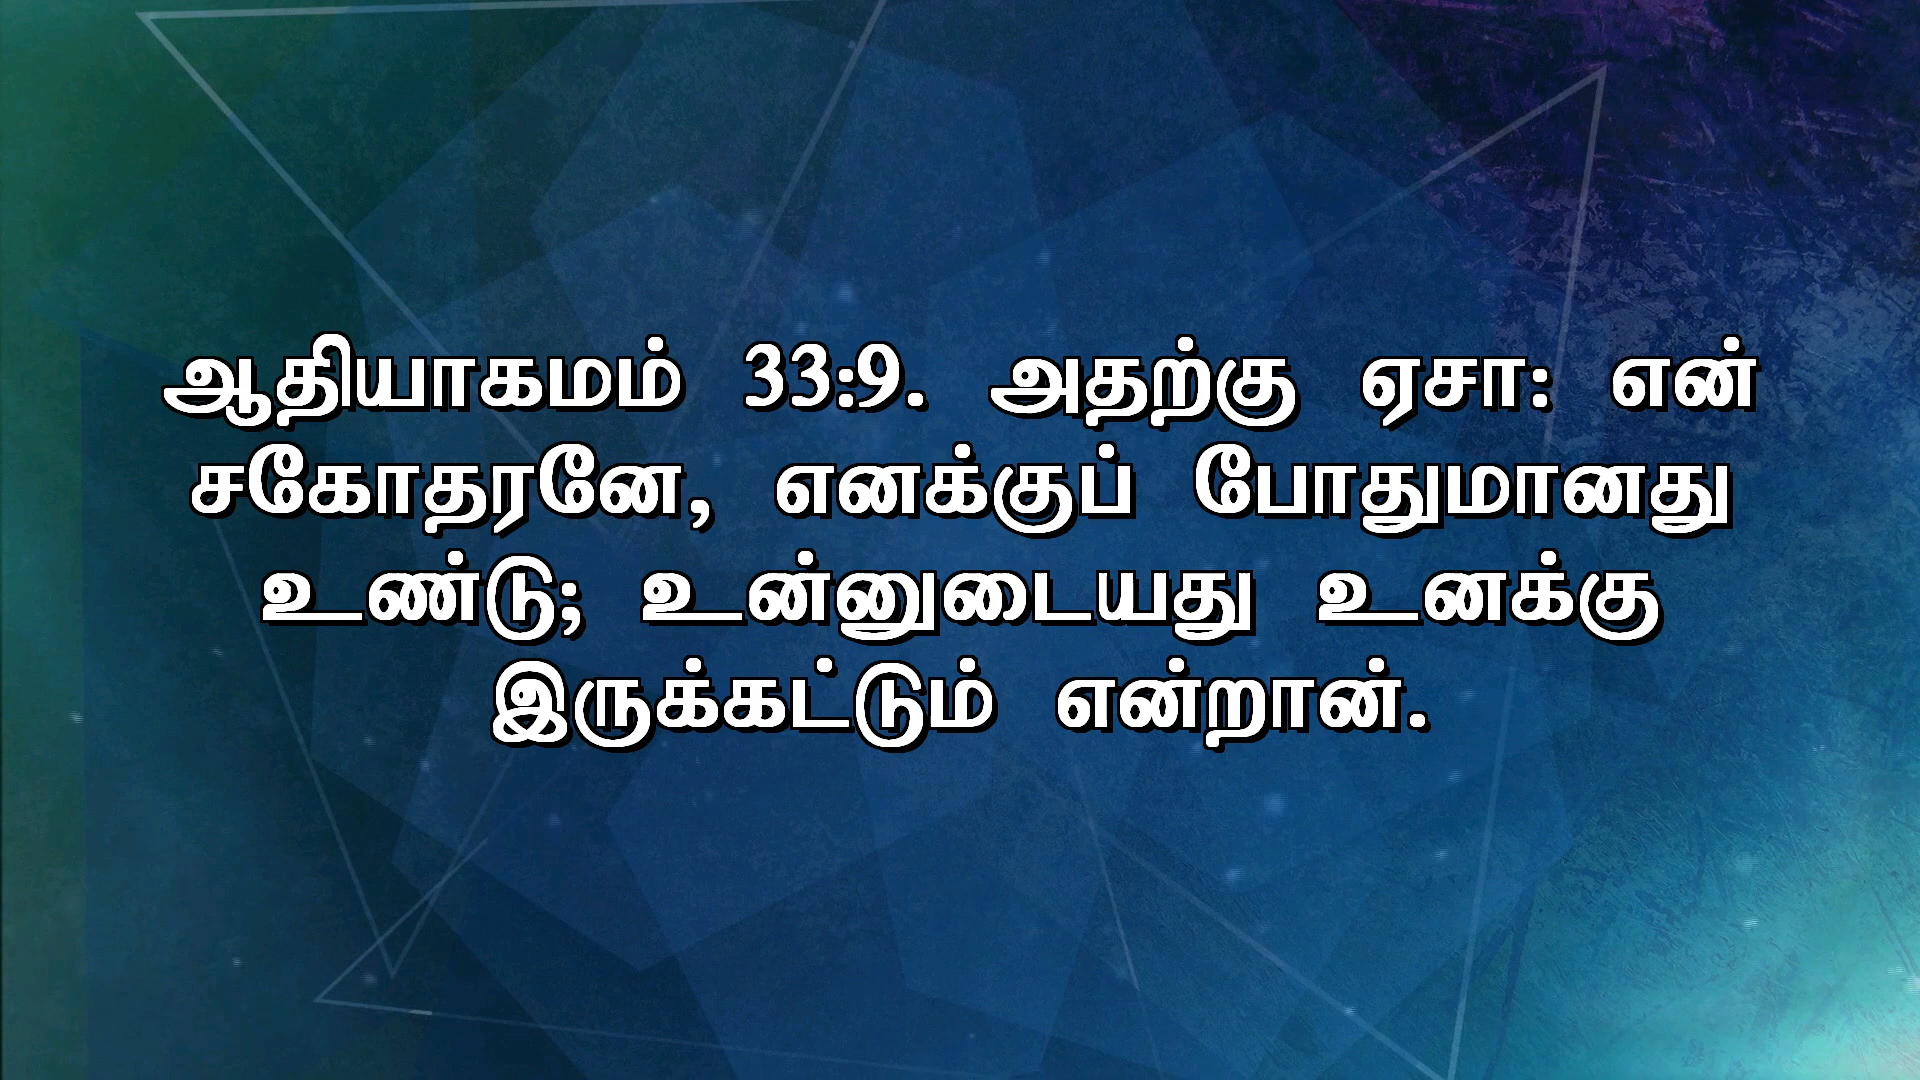 ஆதியாகமம் 33:9. அதற்கு ஏசா: என்
சகோதரனே, எனக்குப் போதுமானது
உண்டு; உன்னுடையது உனக்கு
இருக்கட்டும் என்றான்.